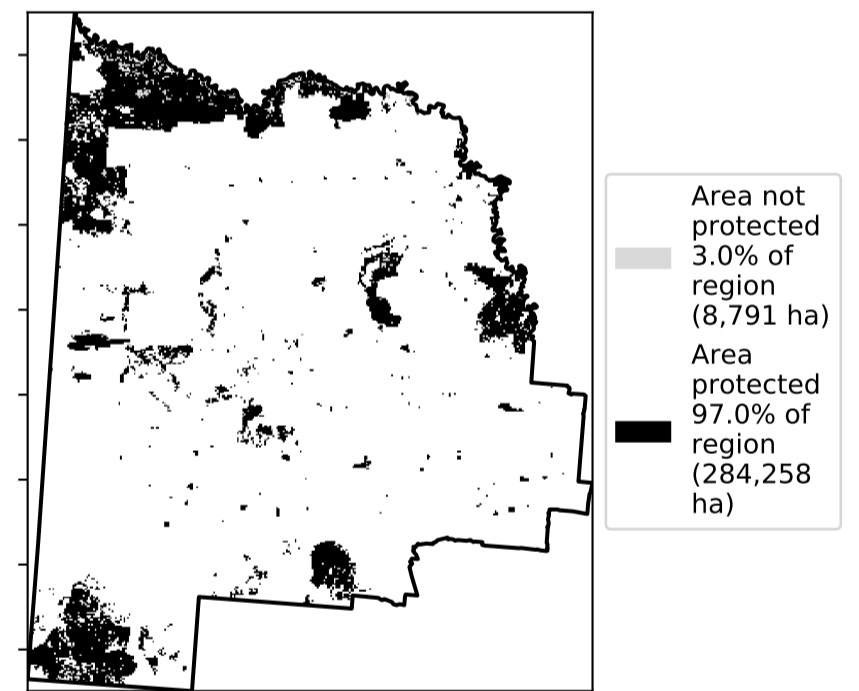 Area not
protected
3.0% of
region
(8,791 ha)
Area
protected
97.0% of
region
(284,258
ha)